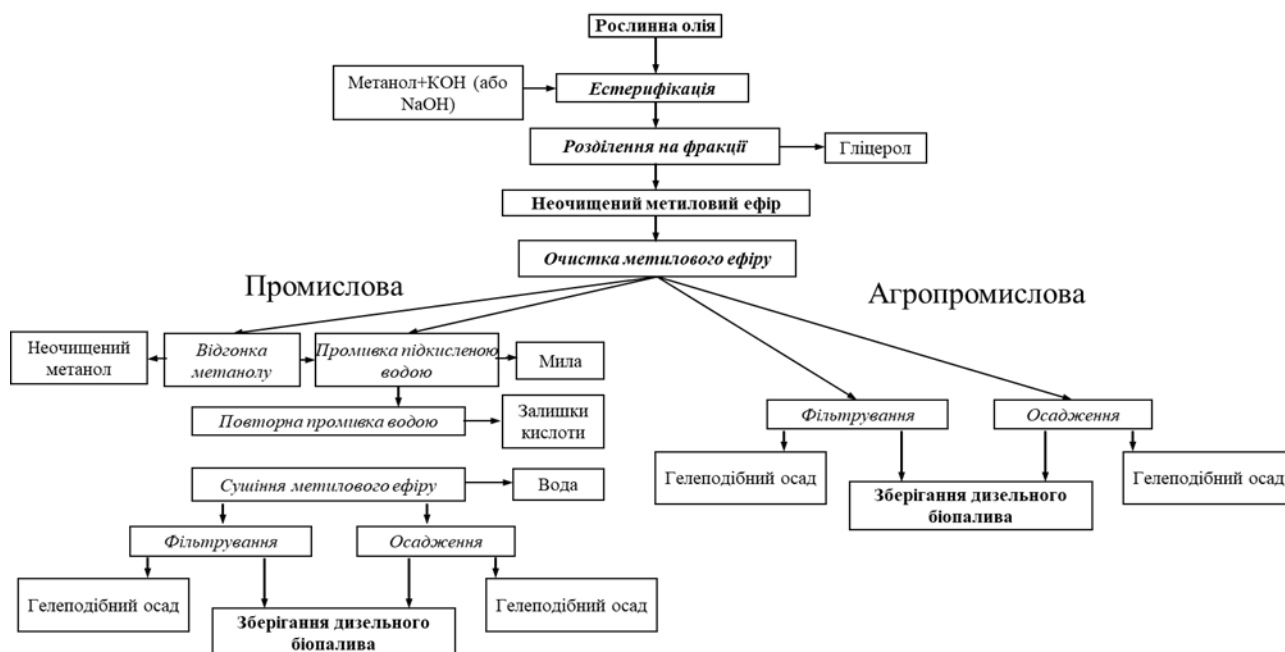 Рослинна олія
Метанол+КОН (або
NaOH)
Естерифікація
Розділення на фракції
Гліцерол
Неочищений метиловий ефір
Очистка метилового ефіру
Промислова
Агропромислова
Неочищений
метанол
Відгонка
метанолу
Промивка підкисленою
водою
Мила
Повторна промивка водою
Залишки
кислоти
Фільтрування
Осадження
Гелеподібний осад
Зберігання дизельного
біопалива
Гелеподібний осад
Сушіння метилового ефіру
Вода
Фільтрування
Осадження
Гелеподібний осад
Зберігання дизельного
біопалива
Гелеподібний осад